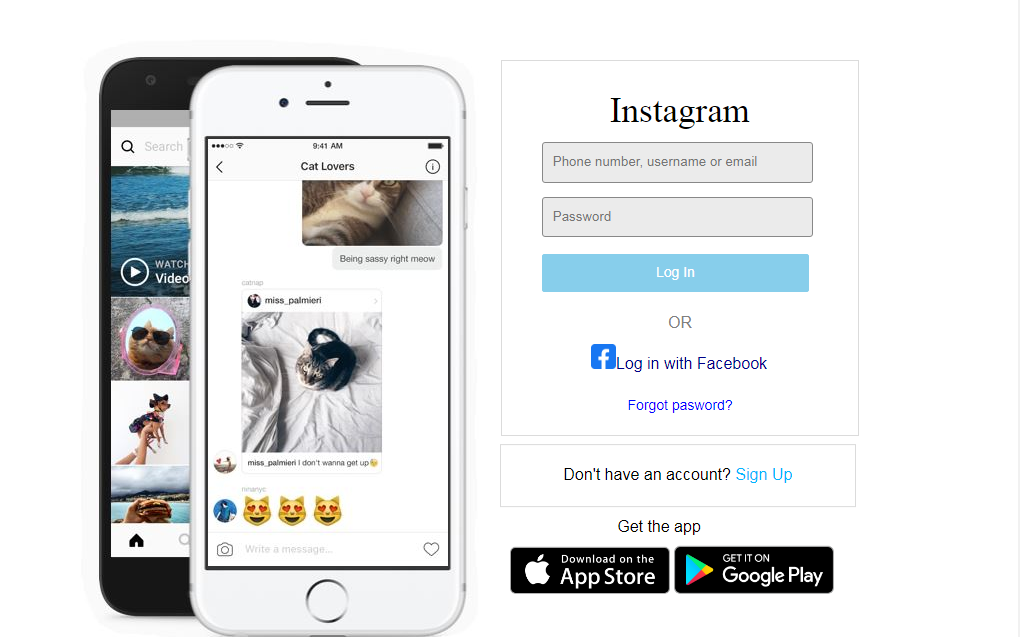 Search
WATCH
Video
9:41 AM
Cat Lovers
Being sassy right meow
catnap
miss_palmieri
miss_palmieri I don't wanna get up😓
ninanyc
😻😻😻
Write a message...
Instagram
Phone number, username or email
Password
Log In
OR
Log in with Facebook
Forgot pasword?
Don't have an account? Sign Up
Get the app
Download on the
App Store
GET IT ON
Google Play